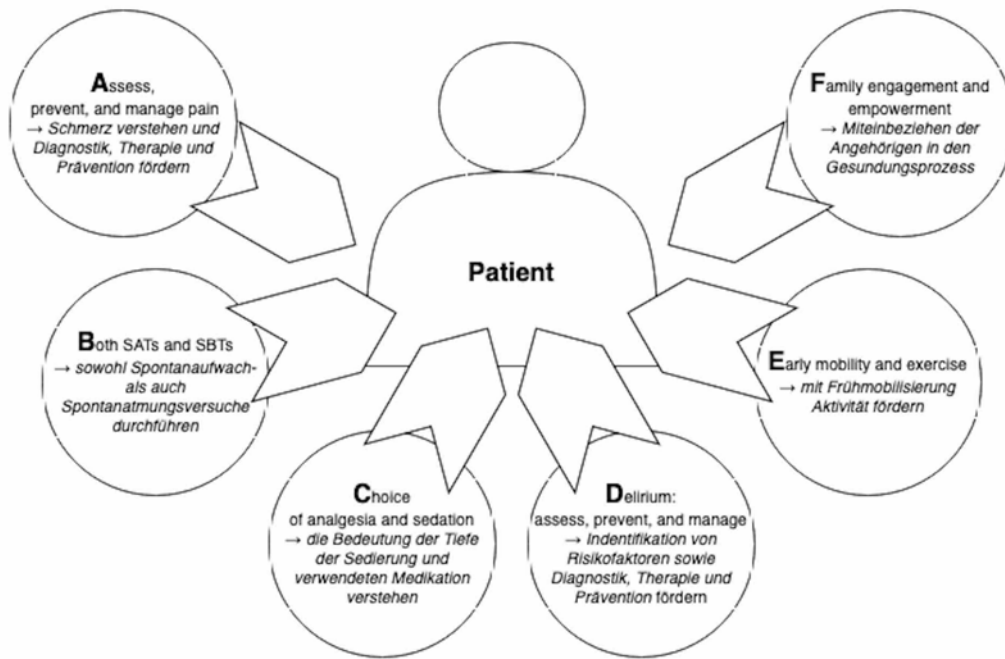 Assess,
prevent, and manage pain
→ Schmerz verstehen und
Diagnostik, Therapie und
Prävention fördern
Both SATs and SBTs
→ sowohl Spontanaufwach-
als auch
Spontanatmungsversuche
durchführen
Choice
of analgesia and sedation
→ die Bedeutung der Tiefe
der Sedierung und
verwendeten Medikation
verstehen
Delirium:
assess, prevent, and manage
→ Indentifikation von
Risikofaktoren sowie
Diagnostik, Therapie und
Prävention fördern
Early mobility and exercise
→ mit Frühmobilisierung
Aktivität fördern
Family engagement and
empowerment
→ Miteinbeziehen der
Angehörigen in den
Gesundungsprozess
Patient